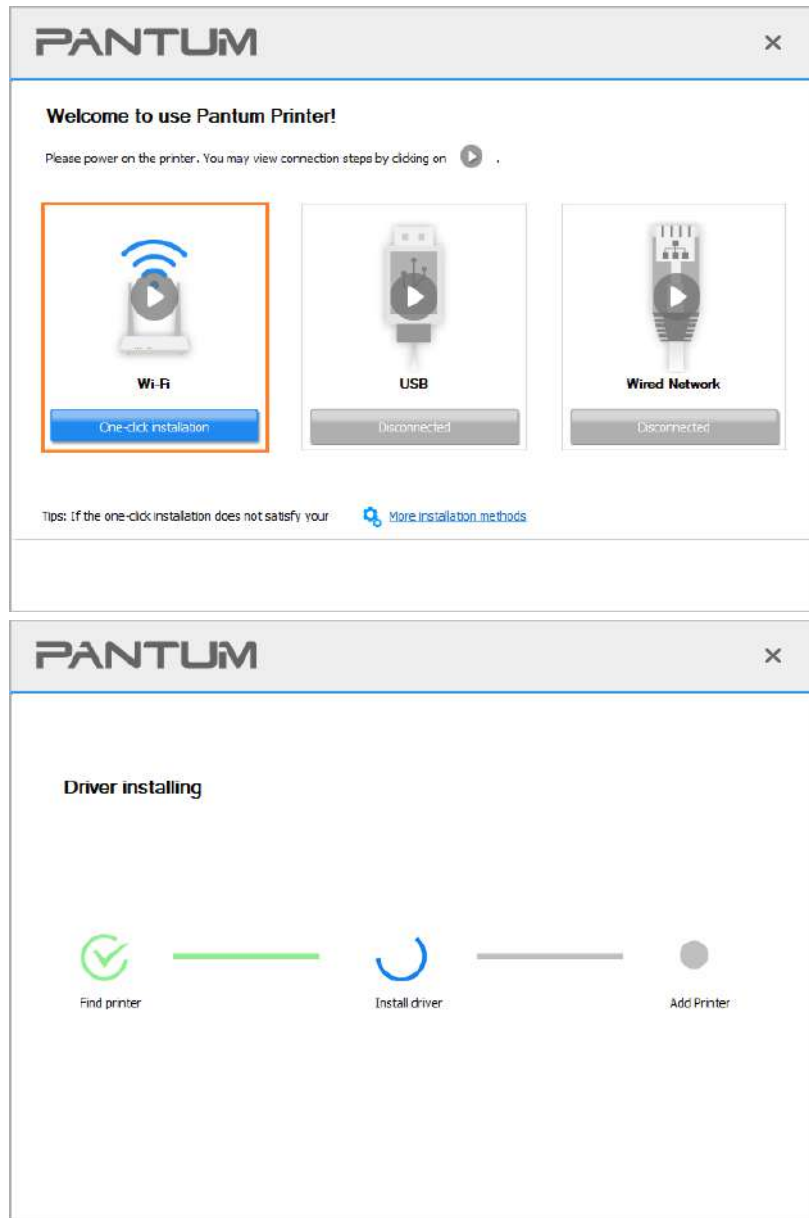 PANTUM
Welcome to use Pantum Printer!
Please power on the printer. You may view connection steps by clicking on .
Wi-Fi
USB
Wired Network
One-click installation
Disconnected
Disconnected
Tips: If the one-click installation does not satisfy your
More installation methods
PANTUM
Driver installing
Find printer
Install driver
Add Printer